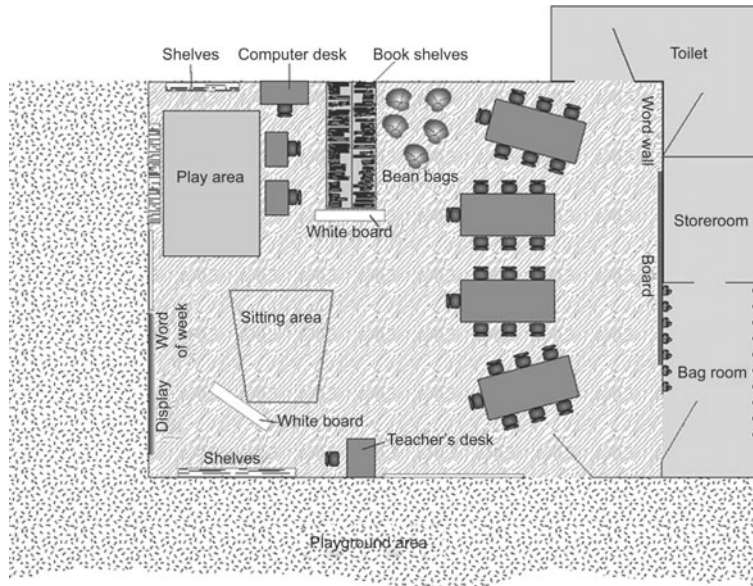 Toilet
Shelves
Computer desk
Book shelves
Word wall
Play area
Bean bags
White board
Storeroom
Board
Sitting area
Word
of week
Display
Bag room
White board
Teacher's desk
Shelves
Playground area